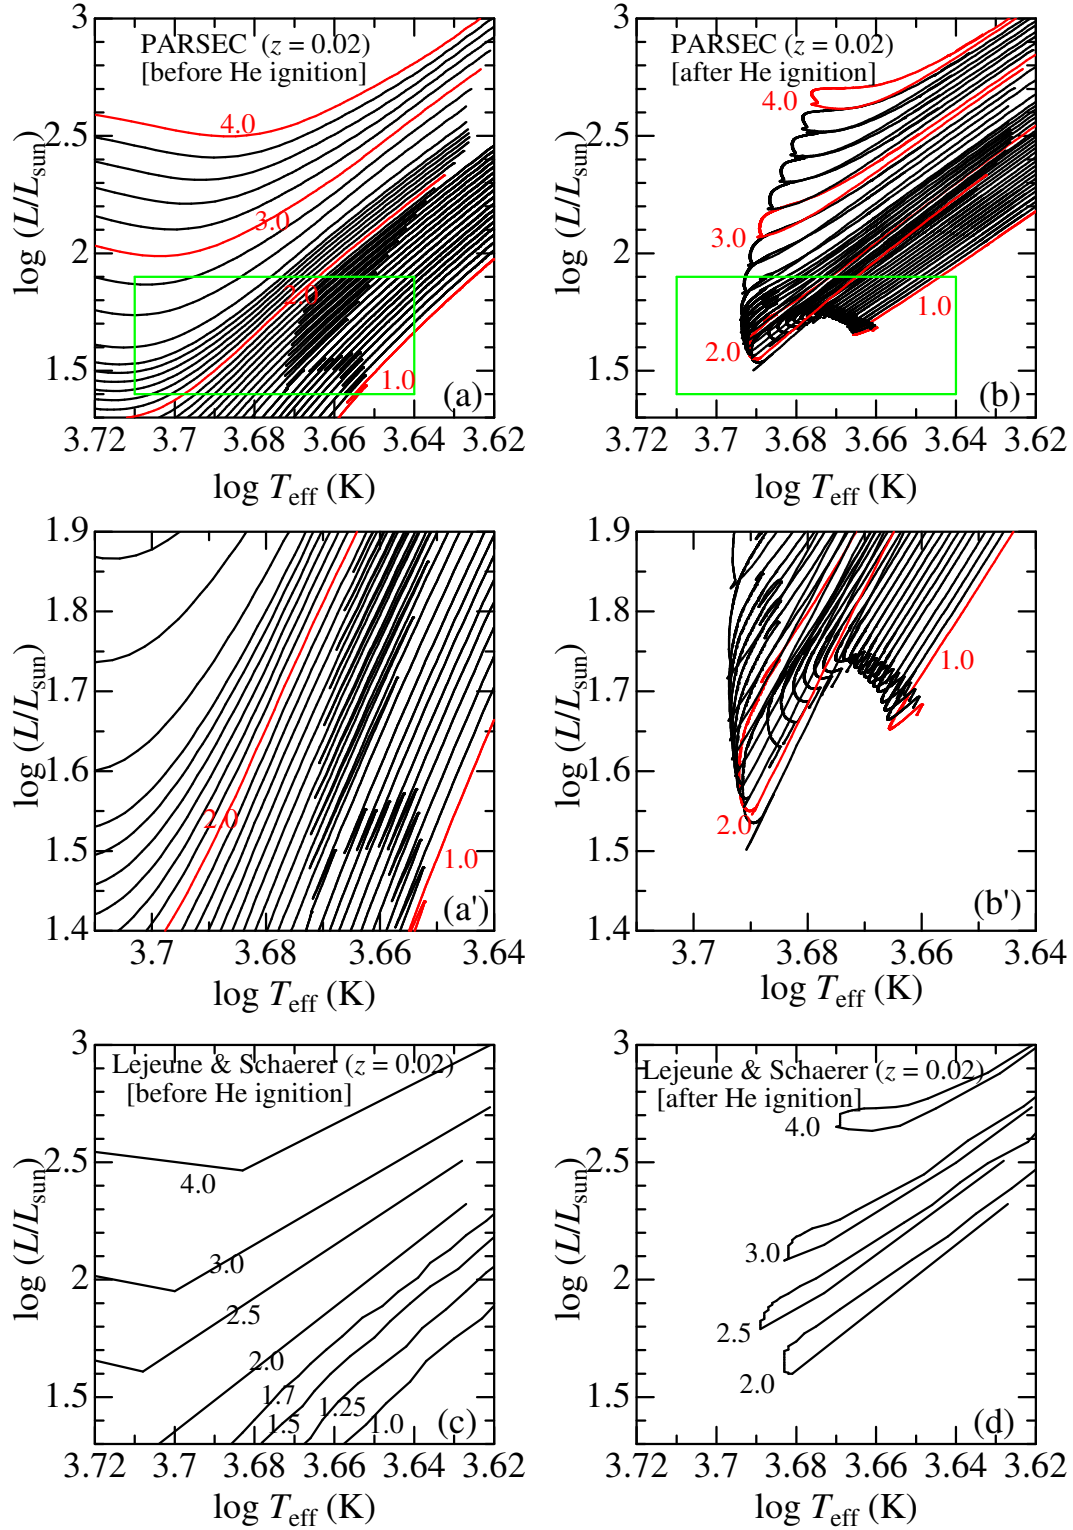 3
2.5
2
1.5
log (L/Lsun)
PARSEC (z = 0.02)
[before He ignition]
4.0
3.0
2.0
1.0
(a)
3.72 3.7 3.68 3.66 3.64 3.62
log Teff (K)
3
2.5
2
1.5
log (L/Lsun)
PARSEC (z = 0.02)
[after He ignition]
4.0
3.0
2.0
1.0
(b)
3.72 3.7 3.68 3.66 3.64 3.62
log Teff (K)
1.9
1.8
1.7
1.6
1.5
1.4
log (L/Lsun)
2.0
1.0
(a')
3.7 3.68 3.66 3.64
log Teff (K)
1.9
1.8
1.7
1.6
1.5
1.4
log (L/Lsun)
1.0
2.0
(b')
3.7 3.68 3.66 3.64
log Teff (K)
3
2.5
2
1.5
log (L/Lsun)
Lejeune & Schaerer (z = 0.02)
[before He ignition]
4.0
3.0
2.5
2.0
1.7
1.5
1.25
1.0
(c)
3.72 3.7 3.68 3.66 3.64 3.62
log Teff (K)
3
2.5
2
1.5
log (L/Lsun)
Lejeune & Schaerer (z = 0.02)
[after He ignition]
4.0
3.0
2.5
2.0
(d)
3.72 3.7 3.68 3.66 3.64 3.62
log Teff (K)